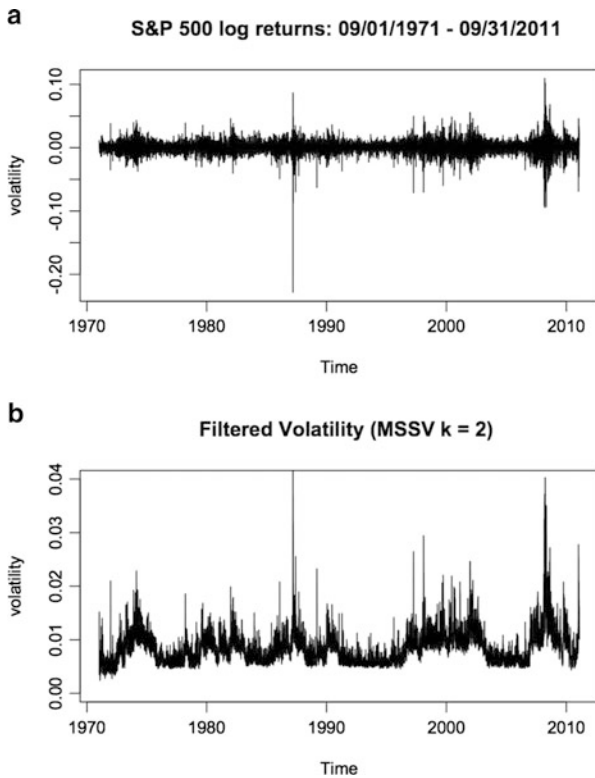 a
S&P 500 log returns: 09/01/1971 - 09/31/2011
volatility
0.10
0.00
-0.10
-0.20
1970 1980 1990 2000 2010
Time
b
Filtered Volatility (MSSV k = 2)
volatility
0.04
0.03
0.02
0.01
0.00
1970 1980 1990 2000 2010
Time